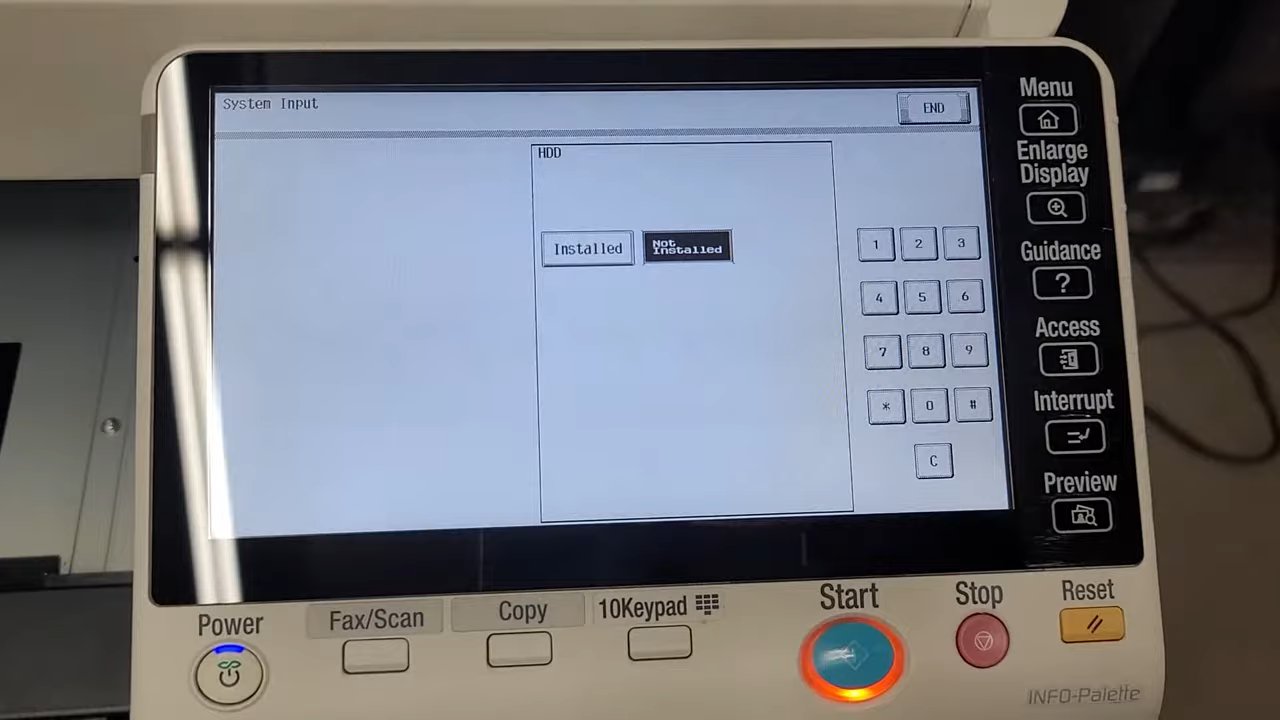 System Input
END
HDD
Installed
Not
Installed
1 2 3
4 5 6
7 8 9
* 0 #
C
Menu
Enlarge
Display
Guidance
?
Access
Interrupt
Preview
Power
Fax/Scan
Copy
10Keypad
Start
Stop
Reset
INFO-Palette